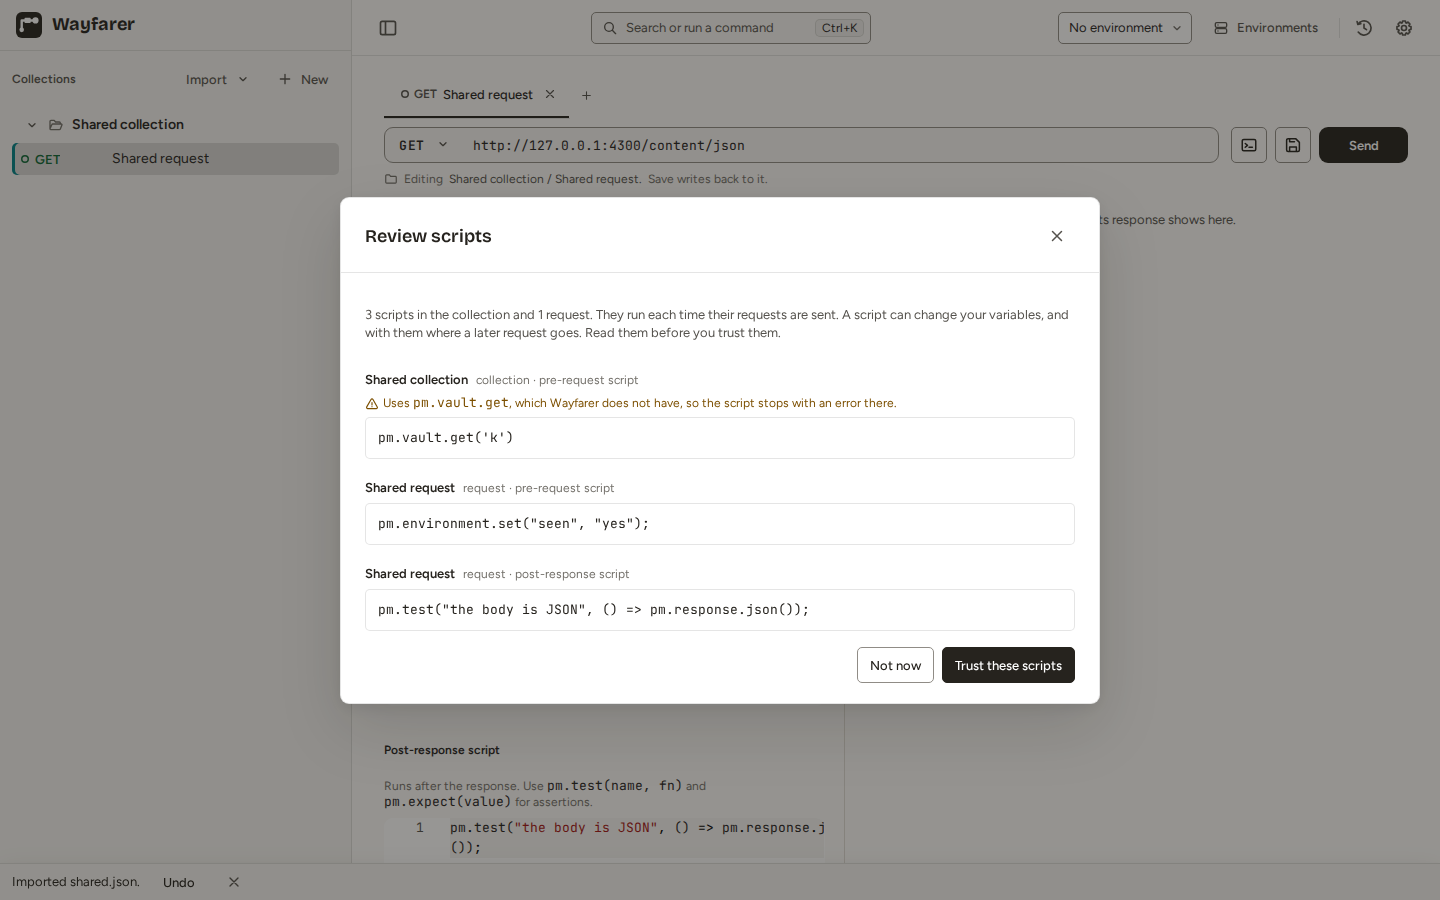 Wayfarer
Search or run a command
Ctrl+K
No environment
Environments
Collections
Import
New
Shared collection
GET
Shared request
GET Shared request
GET
http://127.0.0.1:4300/content/json
Send
Editing Shared collection / Shared request. Save writes back to it.
ts response shows here.
Review scripts
3 scripts in the collection and 1 request. They run each time their requests are sent. A script can change your variables, and
with them where a later request goes. Read them before you trust them.
Shared collection collection · pre-request script
Uses pm.vault.get, which Wayfarer does not have, so the script stops with an error there.
pm.vault.get('k')
Shared request request · pre-request script
pm.environment.set("seen", "yes");
Shared request request · post-response script
pm.test("the body is JSON", () => pm.response.json());
Not now
Trust these scripts
Post-response script
Runs after the response. Use pm.test(name, fn) and
pm.expect(value) for assertions.
1
pm.test("the body is JSON", () => pm.response.j
());
Imported shared.json.
Undo